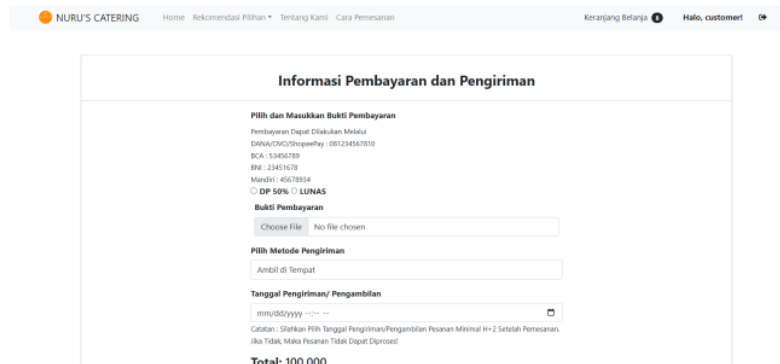 NURU'S CATERING Home Rekomendasi Pilihan Tentang Kami Cara Pemesanan Keranjang Belanja Halo, customer!
Informasi Pembayaran dan Pengiriman
Pilih dan Masukkan Bukti Pembayaran
Pembayaran Dapat Dilakukan Melalui
DANA/OVO/ShopeePay : 081234567810
BCA : 53456789
BNI : 23451678
Mandiri : 45678934
DP 50% LUNAS
Bukti Pembayaran
Choose File No file chosen
Pilih Metode Pengiriman
Ambil di Tempat
Tanggal Pengiriman/ Pengambilan
mm/dd/yyyy --:-- --
Catatan : Silahkan Pilih Tanggal Pengiriman/Pengambilan Pesanan Minimal H+2 Setelah Pemesanan.
Jika Tidak, Maka Pesanan Tidak Dapat Diproses!
Total: 100.000